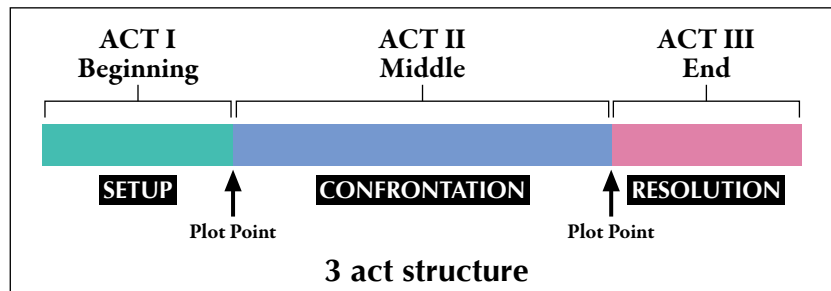 ACT I
Beginning
ACT II
Middle
ACT III
End
SETUP
CONFRONTATION
RESOLUTION
Plot Point
Plot Point
3 act structure